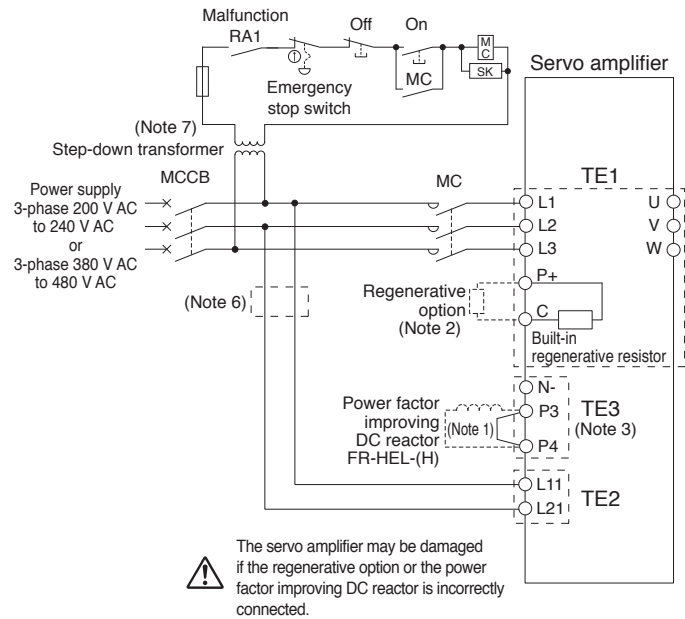 Malfunction
RA1
Off
On
MC
SK
MC
Emergency
stop switch
Servo amplifier
(Note 7)
Step-down transformer
MCCB
MC
TE1
Power supply
3-phase 200 V AC
to 240 V AC
or
3-phase 380 V AC
to 480 V AC
L1
L2
L3
U
V
W
P+
C
Regenerative
option
(Note 2)
Built-in
regenerative resistor
(Note 6)
N-
P3
P4
TE3
(Note 3)
Power factor
improving
DC reactor
FR-HEL-(H)
(Note 1)
L11
L21
TE2
The servo amplifier may be damaged
if the regenerative option or the power
factor improving DC reactor is incorrectly
connected.